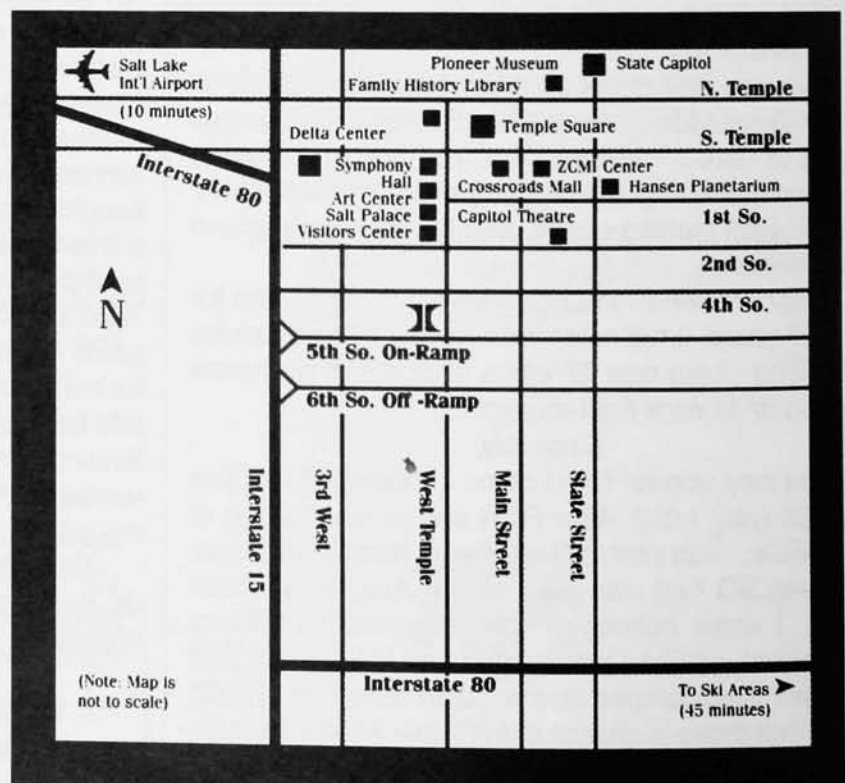 Salt Lake
Int'l Airport
(10 minutes)
Interstate 80
Pioneer Museum
State Capitol
Family History Library
N. Temple
Delta Center
Temple Square
S. Temple
Symphony
Hall
Art Center
Salt Palace
Visitors Center
ZCMI Center
Crossroads Mall
Hansen Planetarium
Capitol Theatre
1st So.
2nd So.
4th So.
N
5th So. On-Ramp
6th So. Off -Ramp
Interstate 15
3rd West
West Temple
Main Street
State Street
Interstate 80
(Note: Map is
not to scale)
To Ski Areas
(45 minutes)